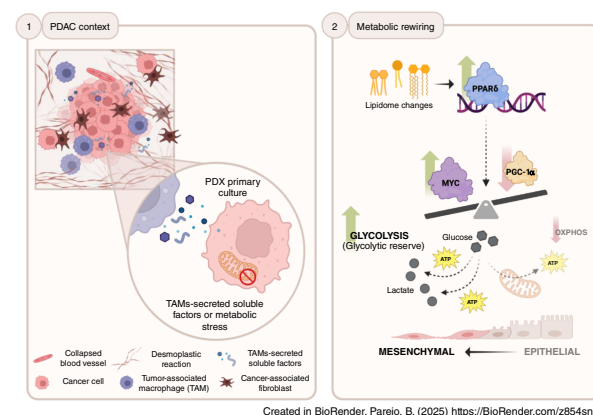 1 PDAC context
PDX primary
culture
TAMs-secreted soluble
factors or metabolic
stress
Collapsed
blood vessel
Desmoplastic
reaction
TAMs-secreted
soluble factors
Cancer cell
Tumor-associated
macrophage (TAM)
Cancer-associated
fibroblast
2 Metabolic rewiring
Lipidome changes
PPARδ
MYC
PGC-1α
GLYCOLYSIS
(Glycolytic reserve)
Glucose
OXPHOS
ATP
ATP
Lactate
ATP
MESENCHYMAL
EPITHELIAL
Created in BioRender. Parejo, B. (2025) https://BioRender.com/z854sn